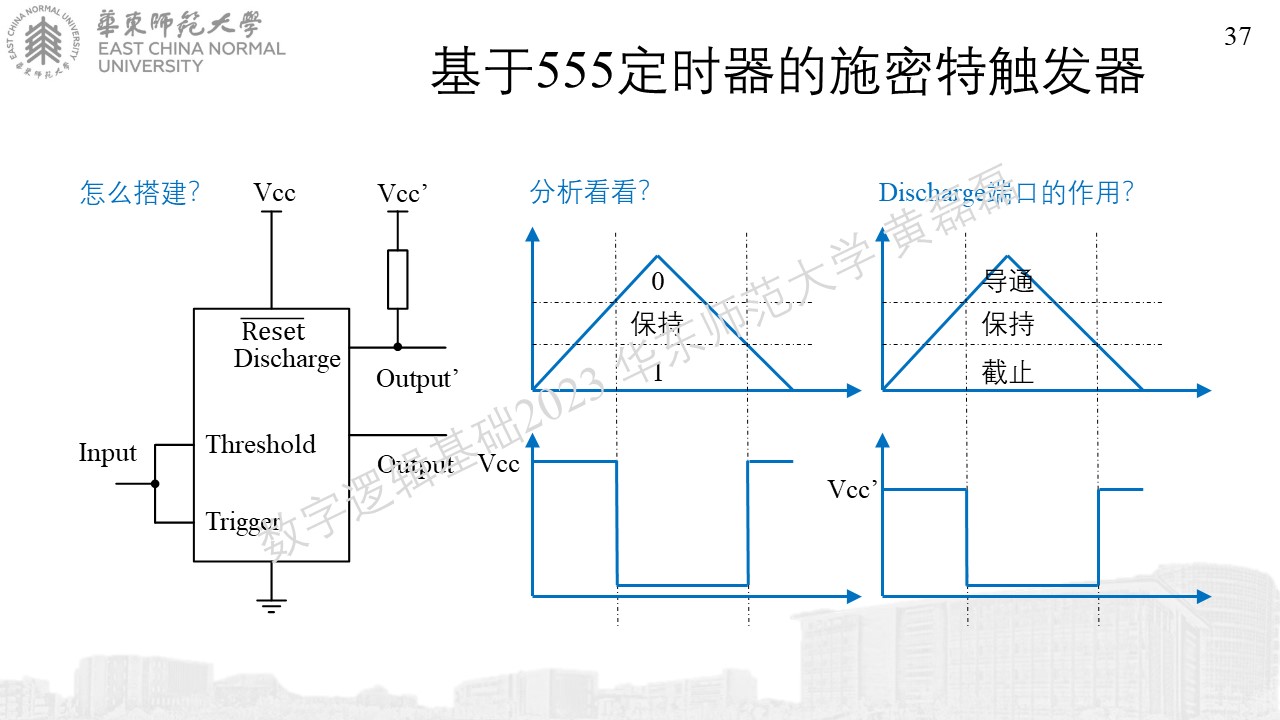 EAST CHINA NORMAL UNIVERSITY
華東師范大學
華東師范大學
EAST CHINA NORMAL
UNIVERSITY
37
基于555定时器的施密特触发器
怎么搭建?
Vcc
Vcc’
Reset
Discharge
Output’
Input
Threshold
Output
Trigger
分析看看?
0
保持
1
Vcc
Discharge端口的作用?
导通
保持
截止
Vcc’
数字逻辑基础2023 华东师范大学 黄磊磊